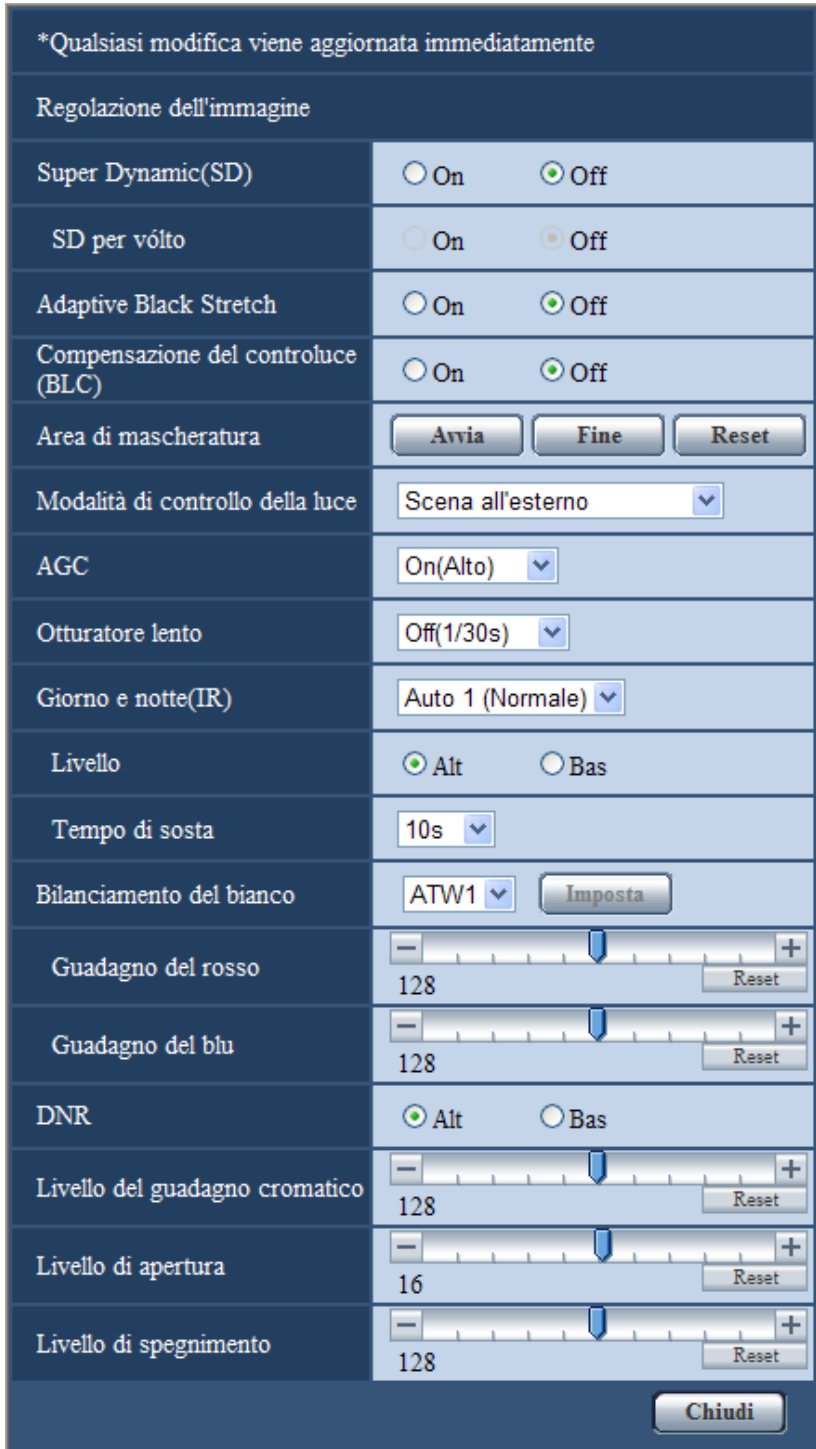 *Qualsiasi modifica viene aggiornata immediatamente
Regolazione dell'immagine
Super Dynamic(SD) On Off
SD per vólto On Off
Adaptive Black Stretch On Off
Compensazione del controluce
(BLC) On Off
Area di mascheratura Avvia Fine Reset
Modalità di controllo della luce Scena all'esterno
AGC On(Alto)
Otturatore lento Off(1/30s)
Giorno e notte(IR) Auto 1 (Normale)
Livello Alt Bas
Tempo di sosta 10s
Bilanciamento del bianco ATW1 Imposta
Guadagno del rosso 128 Reset
Guadagno del blu 128 Reset
DNR Alt Bas
Livello del guadagno cromatico 128 Reset
Livello di apertura 16 Reset
Livello di spegnimento 128 Reset
Chiudi